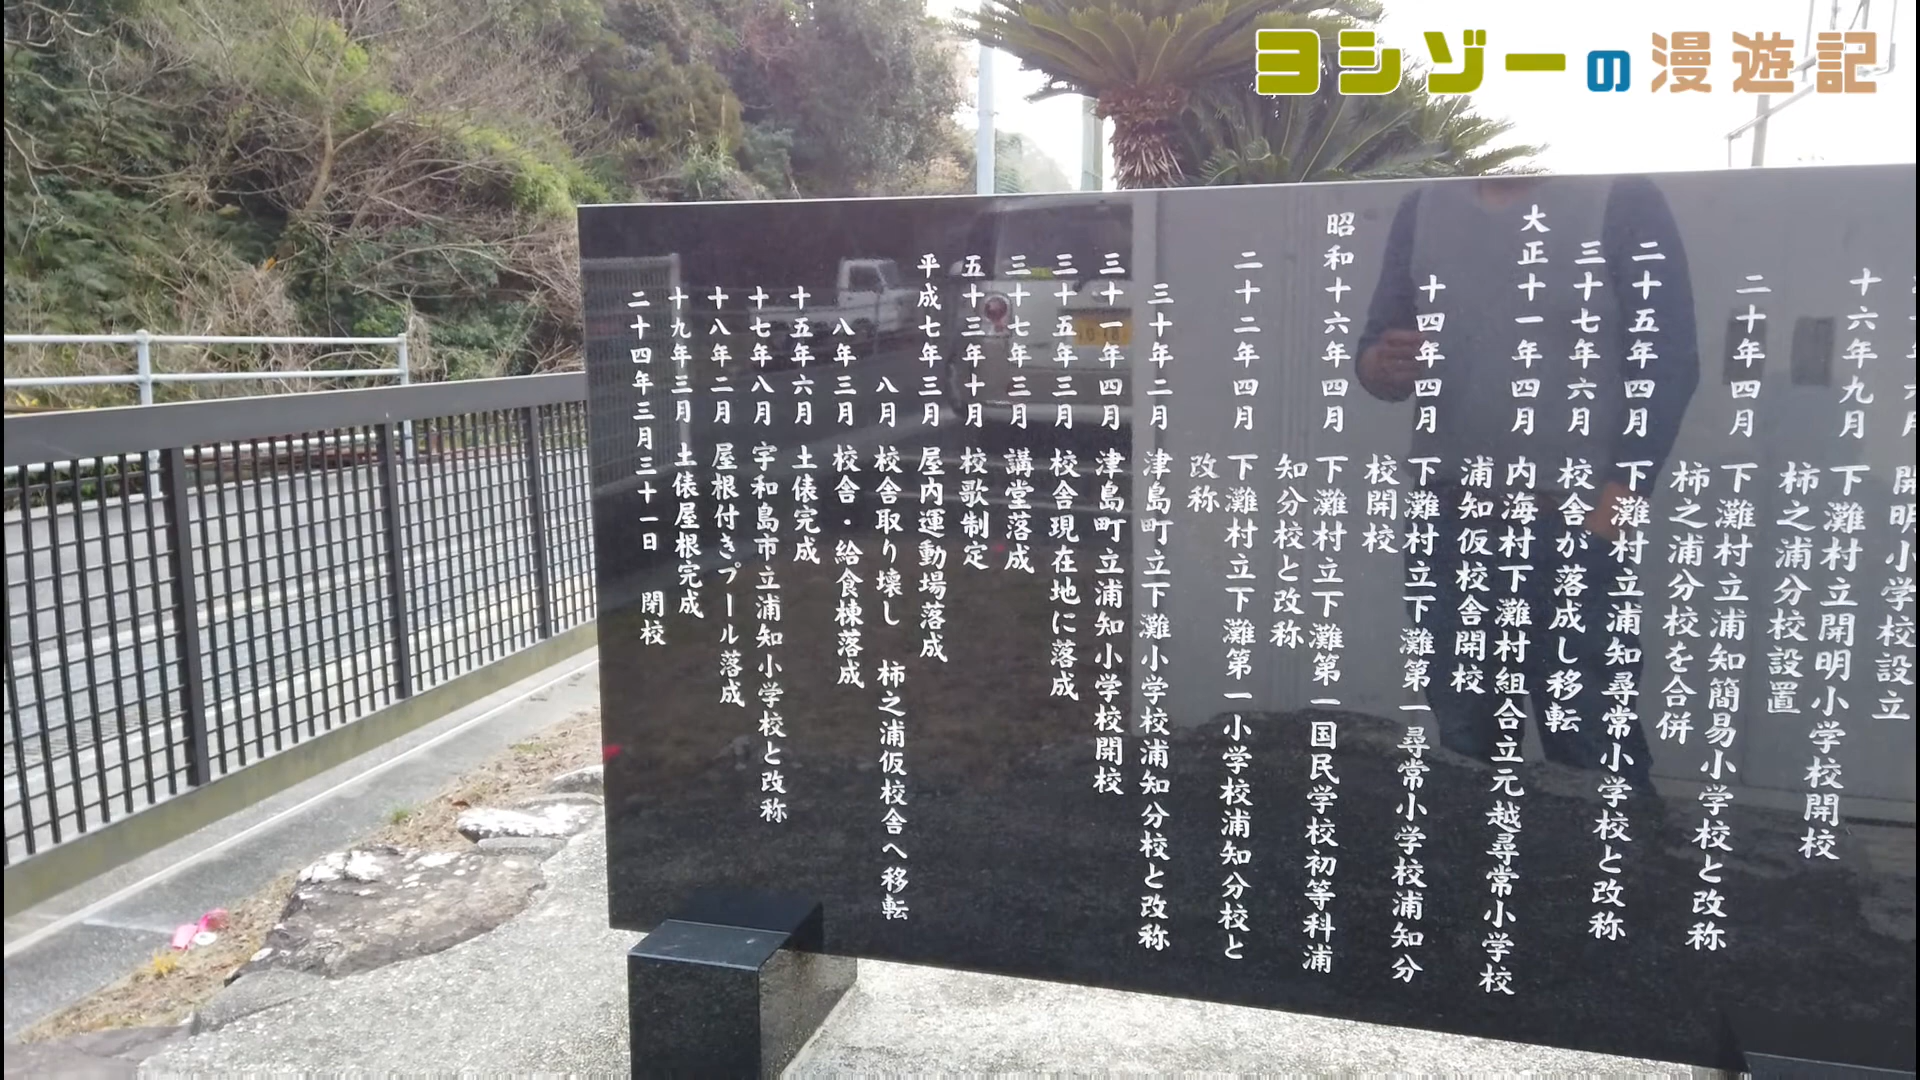 ヨシゾーの漫遊記
開明小学校設立
十六年九月 下灘村立開明小学校開校
柿之浦分校設置
二十年四月 下灘村立浦知簡易小学校と改称
柿之浦分校を合併
二十五年四月 下灘村立浦知尋常小学校と改称
三十七年六月 校舎が落成し移転
大正十一年四月 内海村下灘村組合立元越尋常小学校
浦知仮校舎開校
十四年四月 下灘村立下灘第一尋常小学校浦知分
校開校
昭和十六年四月 下灘村立下灘第一国民学校初等科浦
知分校と改称
二十二年四月 下灘村立下灘第一小学校浦知分校と
改称
三十年二月 津島町立下灘小学校浦知分校と改称
三十一年四月 津島町立浦知小学校開校
三十五年三月 校舎現在地に落成
三十七年三月 講堂落成
五十三年十月 校歌制定
平成七年三月 屋内運動場落成
八月 校舎取り壊し 柿之浦仮校舎へ移転
八年三月 校舎・給食棟落成
十五年六月 土俵完成
十七年八月 宇和島市立浦知小学校と改称
十八年二月 屋根付きプール落成
十九年三月 土俵屋根完成
二十四年三月三十一日 閉校